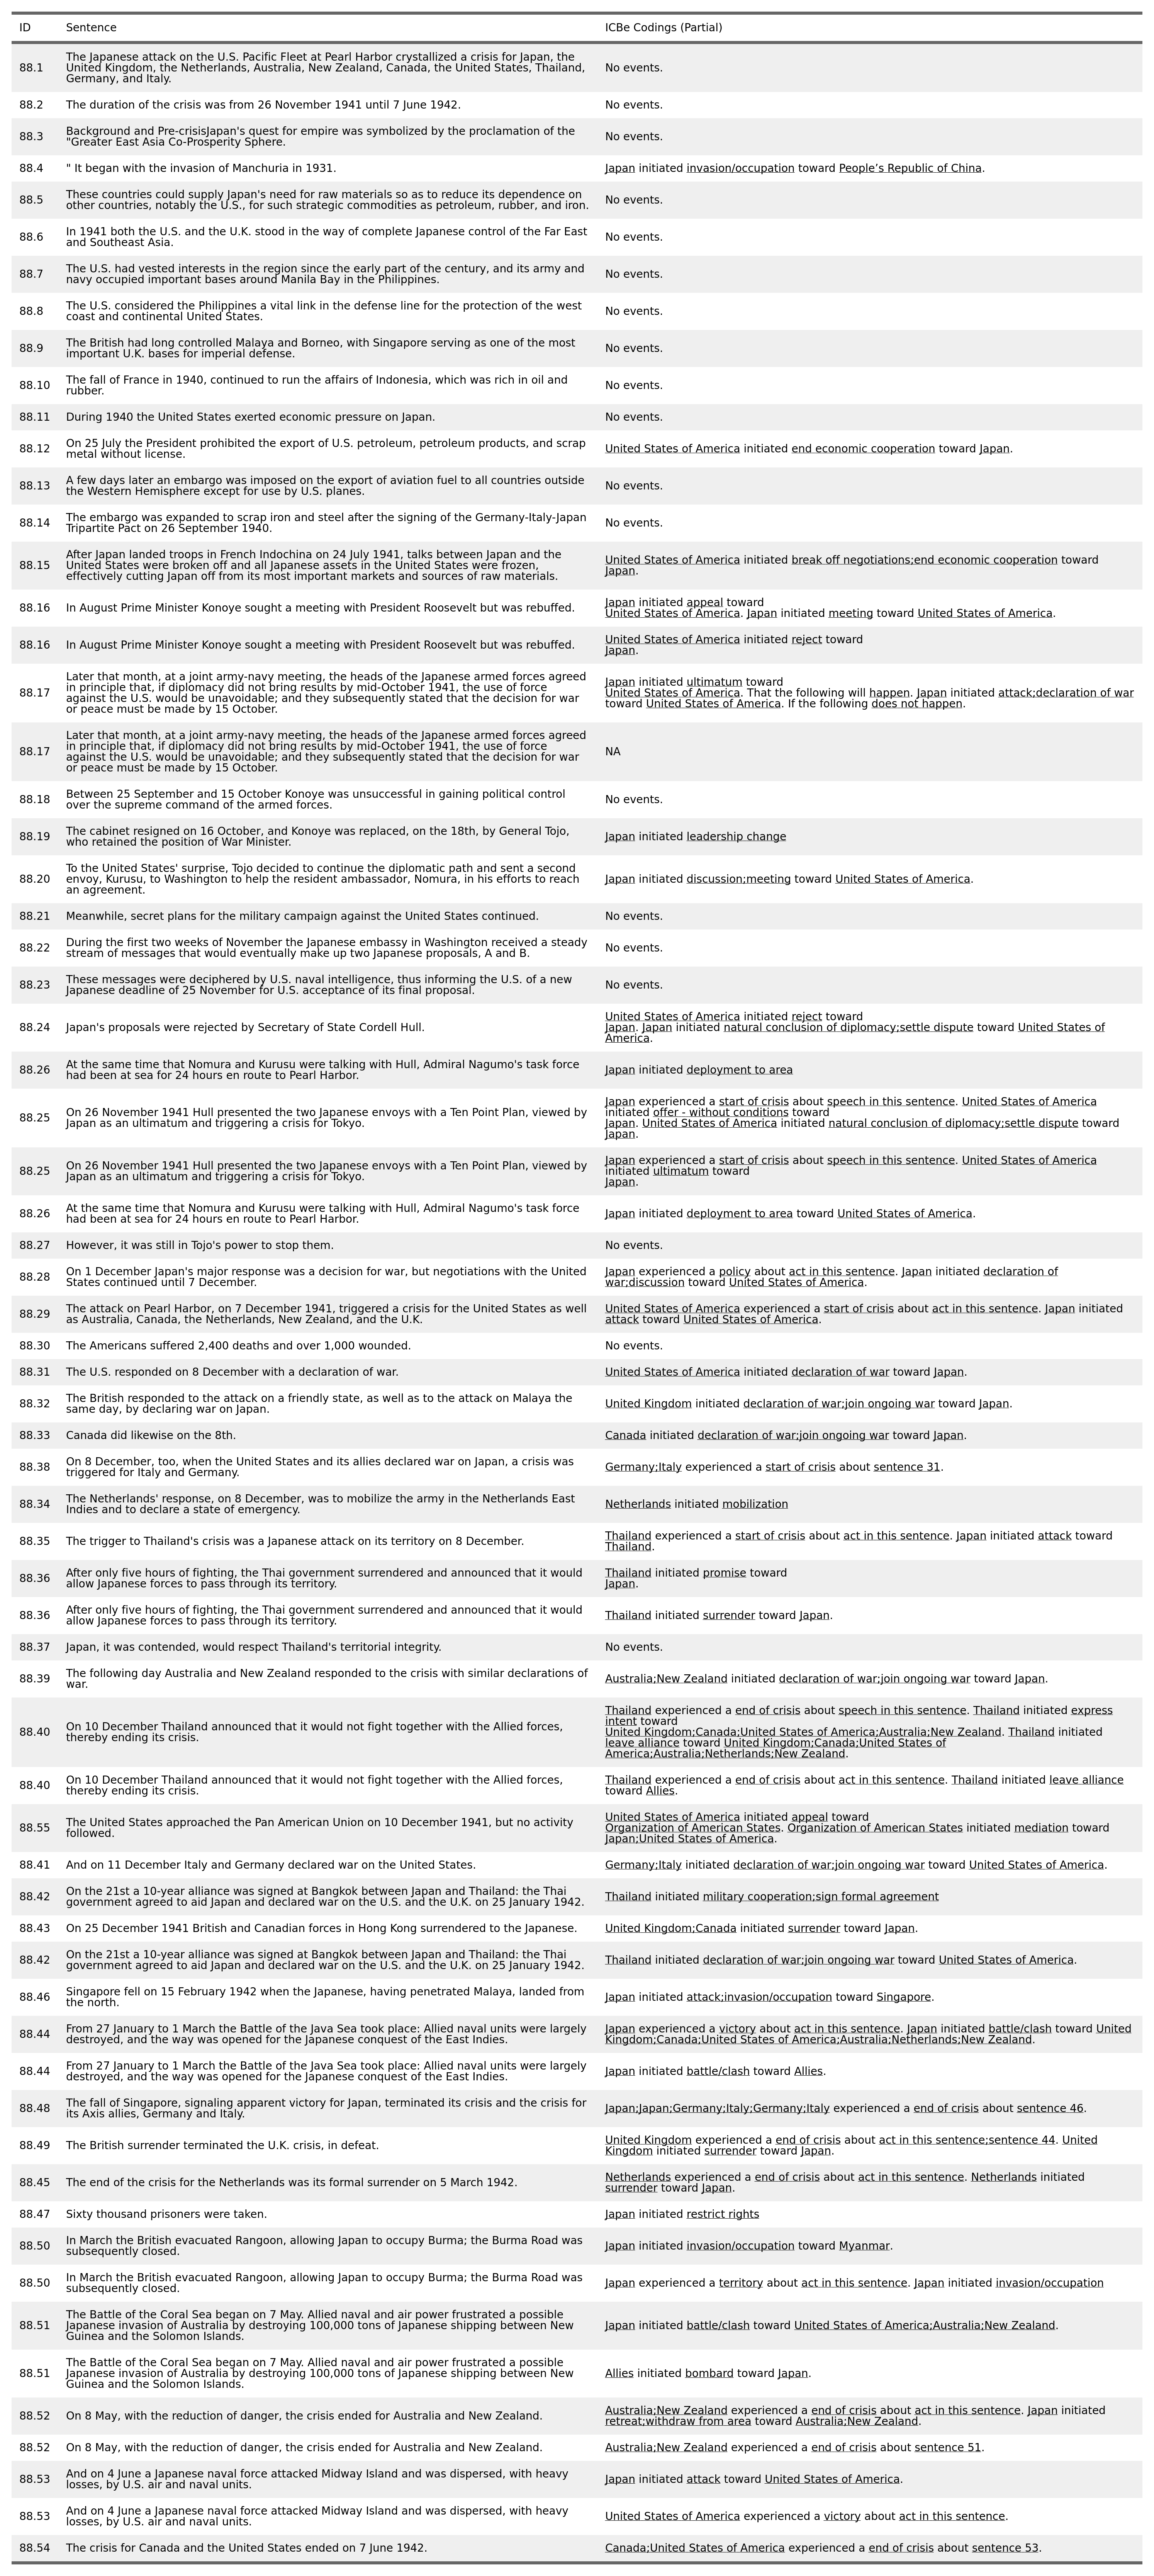 ID Sentence ICBe Codings (Partial)
88.1 The Japanese attack on the U.S. Pacific Fleet at Pearl Harbor crystallized a crisis for Japan, the
United Kingdom, the Netherlands, Australia, New Zealand, Canada, the United States, Thailand,
Germany, and Italy.
No events.
88.2 The duration of the crisis was from 26 November 1941 until 7 June 1942. No events.
88.3 Background and Pre-crisisJapan's quest for empire was symbolized by the proclamation of the
"Greater East Asia Co-Prosperity Sphere.
No events.
88.4 " It began with the invasion of Manchuria in 1931. Japan initiated invasion/occupation toward People’s Republic of China.
88.5 These countries could supply Japan's need for raw materials so as to reduce its dependence on
other countries, notably the U.S., for such strategic commodities as petroleum, rubber, and iron.
No events.
88.6 In 1941 both the U.S. and the U.K. stood in the way of complete Japanese control of the Far East
and Southeast Asia.
No events.
88.7 The U.S. had vested interests in the region since the early part of the century, and its army and
navy occupied important bases around Manila Bay in the Philippines.
No events.
88.8 The U.S. considered the Philippines a vital link in the defense line for the protection of the west
coast and continental United States.
No events.
88.9 The British had long controlled Malaya and Borneo, with Singapore serving as one of the most
important U.K. bases for imperial defense.
No events.
88.10 The fall of France in 1940, continued to run the affairs of Indonesia, which was rich in oil and
rubber.
No events.
88.11 During 1940 the United States exerted economic pressure on Japan. No events.
88.12 On 25 July the President prohibited the export of U.S. petroleum, petroleum products, and scrap
metal without license.
United States of America initiated end economic cooperation toward Japan.
88.13 A few days later an embargo was imposed on the export of aviation fuel to all countries outside
the Western Hemisphere except for use by U.S. planes.
No events.
88.14 The embargo was expanded to scrap iron and steel after the signing of the Germany-Italy-Japan
Tripartite Pact on 26 September 1940.
No events.
88.15 After Japan landed troops in French Indochina on 24 July 1941, talks between Japan and the
United States were broken off and all Japanese assets in the United States were frozen,
effectively cutting Japan off from its most important markets and sources of raw materials.
United States of America initiated break off negotiations;end economic cooperation toward
Japan.
88.16 In August Prime Minister Konoye sought a meeting with President Roosevelt but was rebuffed.
Japan initiated appeal toward
United States of America. Japan initiated meeting toward United States of America.
88.16 In August Prime Minister Konoye sought a meeting with President Roosevelt but was rebuffed.
United States of America initiated reject toward
Japan.
88.17 Later that month, at a joint army-navy meeting, the heads of the Japanese armed forces agreed
in principle that, if diplomacy did not bring results by mid-October 1941, the use of force
against the U.S. would be unavoidable; and they subsequently stated that the decision for war
or peace must be made by 15 October.
Japan initiated ultimatum toward
United States of America. That the following will happen. Japan initiated attack;declaration of war
toward United States of America. If the following does not happen.
88.17 Later that month, at a joint army-navy meeting, the heads of the Japanese armed forces agreed
in principle that, if diplomacy did not bring results by mid-October 1941, the use of force
against the U.S. would be unavoidable; and they subsequently stated that the decision for war
or peace must be made by 15 October.
NA
88.18 Between 25 September and 15 October Konoye was unsuccessful in gaining political control
over the supreme command of the armed forces.
No events.
88.19 The cabinet resigned on 16 October, and Konoye was replaced, on the 18th, by General Tojo,
who retained the position of War Minister.
Japan initiated leadership change
88.20 To the United States' surprise, Tojo decided to continue the diplomatic path and sent a second
envoy, Kurusu, to Washington to help the resident ambassador, Nomura, in his efforts to reach
an agreement.
Japan initiated discussion;meeting toward United States of America.
88.21 Meanwhile, secret plans for the military campaign against the United States continued. No events.
88.22 During the first two weeks of November the Japanese embassy in Washington received a steady
stream of messages that would eventually make up two Japanese proposals, A and B.
No events.
88.23 These messages were deciphered by U.S. naval intelligence, thus informing the U.S. of a new
Japanese deadline of 25 November for U.S. acceptance of its final proposal.
No events.
88.24 Japan's proposals were rejected by Secretary of State Cordell Hull.
United States of America initiated reject toward
Japan. Japan initiated natural conclusion of diplomacy;settle dispute toward United States of
America.
88.26 At the same time that Nomura and Kurusu were talking with Hull, Admiral Nagumo's task force
had been at sea for 24 hours en route to Pearl Harbor.
Japan initiated deployment to area
88.25 On 26 November 1941 Hull presented the two Japanese envoys with a Ten Point Plan, viewed by
Japan as an ultimatum and triggering a crisis for Tokyo.
Japan experienced a start of crisis about speech in this sentence. United States of America
initiated offer - without conditions toward
Japan. United States of America initiated natural conclusion of diplomacy;settle dispute toward
Japan.
88.25 On 26 November 1941 Hull presented the two Japanese envoys with a Ten Point Plan, viewed by
Japan as an ultimatum and triggering a crisis for Tokyo.
Japan experienced a start of crisis about speech in this sentence. United States of America
initiated ultimatum toward
Japan.
88.26 At the same time that Nomura and Kurusu were talking with Hull, Admiral Nagumo's task force
had been at sea for 24 hours en route to Pearl Harbor.
Japan initiated deployment to area toward United States of America.
88.27 However, it was still in Tojo's power to stop them. No events.
88.28 On 1 December Japan's major response was a decision for war, but negotiations with the United
States continued until 7 December.
Japan experienced a policy about act in this sentence. Japan initiated declaration of
war;discussion toward United States of America.
88.29 The attack on Pearl Harbor, on 7 December 1941, triggered a crisis for the United States as well
as Australia, Canada, the Netherlands, New Zealand, and the U.K.
United States of America experienced a start of crisis about act in this sentence. Japan initiated
attack toward United States of America.
88.30 The Americans suffered 2,400 deaths and over 1,000 wounded. No events.
88.31 The U.S. responded on 8 December with a declaration of war. United States of America initiated declaration of war toward Japan.
88.32 The British responded to the attack on a friendly state, as well as to the attack on Malaya the
same day, by declaring war on Japan.
United Kingdom initiated declaration of war;join ongoing war toward Japan.
88.33 Canada did likewise on the 8th. Canada initiated declaration of war;join ongoing war toward Japan.
88.38 On 8 December, too, when the United States and its allies declared war on Japan, a crisis was
triggered for Italy and Germany.
Germany;Italy experienced a start of crisis about sentence 31.
88.34 The Netherlands' response, on 8 December, was to mobilize the army in the Netherlands East
Indies and to declare a state of emergency.
Netherlands initiated mobilization
88.35 The trigger to Thailand's crisis was a Japanese attack on its territory on 8 December.
Thailand experienced a start of crisis about act in this sentence. Japan initiated attack toward
Thailand.
88.36 After only five hours of fighting, the Thai government surrendered and announced that it would
allow Japanese forces to pass through its territory.
Thailand initiated promise toward
Japan.
88.36 After only five hours of fighting, the Thai government surrendered and announced that it would
allow Japanese forces to pass through its territory.
Thailand initiated surrender toward Japan.
88.37 Japan, it was contended, would respect Thailand's territorial integrity. No events.
88.39 The following day Australia and New Zealand responded to the crisis with similar declarations of
war.
Australia;New Zealand initiated declaration of war;join ongoing war toward Japan.
88.40 On 10 December Thailand announced that it would not fight together with the Allied forces,
thereby ending its crisis.
Thailand experienced a end of crisis about speech in this sentence. Thailand initiated express
intent toward
United Kingdom;Canada;United States of America;Australia;New Zealand. Thailand initiated
leave alliance toward United Kingdom;Canada;United States of
America;Australia;Netherlands;New Zealand.
88.40 On 10 December Thailand announced that it would not fight together with the Allied forces,
thereby ending its crisis.
Thailand experienced a end of crisis about act in this sentence. Thailand initiated leave alliance
toward Allies.
88.55 The United States approached the Pan American Union on 10 December 1941, but no activity
followed.
United States of America initiated appeal toward
Organization of American States. Organization of American States initiated mediation toward
Japan;United States of America.
88.41 And on 11 December Italy and Germany declared war on the United States. Germany;Italy initiated declaration of war;join ongoing war toward United States of America.
88.42 On the 21st a 10-year alliance was signed at Bangkok between Japan and Thailand: the Thai
government agreed to aid Japan and declared war on the U.S. and the U.K. on 25 January 1942.
Thailand initiated military cooperation;sign formal agreement
88.43 On 25 December 1941 British and Canadian forces in Hong Kong surrendered to the Japanese. United Kingdom;Canada initiated surrender toward Japan.
88.42 On the 21st a 10-year alliance was signed at Bangkok between Japan and Thailand: the Thai
government agreed to aid Japan and declared war on the U.S. and the U.K. on 25 January 1942.
Thailand initiated declaration of war;join ongoing war toward United States of America.
88.46 Singapore fell on 15 February 1942 when the Japanese, having penetrated Malaya, landed from
the north.
Japan initiated attack;invasion/occupation toward Singapore.
88.44 From 27 January to 1 March the Battle of the Java Sea took place: Allied naval units were largely
destroyed, and the way was opened for the Japanese conquest of the East Indies.
Japan experienced a victory about act in this sentence. Japan initiated battle/clash toward United
Kingdom;Canada;United States of America;Australia;Netherlands;New Zealand.
88.44 From 27 January to 1 March the Battle of the Java Sea took place: Allied naval units were largely
destroyed, and the way was opened for the Japanese conquest of the East Indies.
Japan initiated battle/clash toward Allies.
88.48 The fall of Singapore, signaling apparent victory for Japan, terminated its crisis and the crisis for
its Axis allies, Germany and Italy.
Japan;Japan;Germany;Italy;Germany;Italy experienced a end of crisis about sentence 46.
88.49 The British surrender terminated the U.K. crisis, in defeat.
United Kingdom experienced a end of crisis about act in this sentence;sentence 44. United
Kingdom initiated surrender toward Japan.
88.45 The end of the crisis for the Netherlands was its formal surrender on 5 March 1942.
Netherlands experienced a end of crisis about act in this sentence. Netherlands initiated
surrender toward Japan.
88.47 Sixty thousand prisoners were taken. Japan initiated restrict rights
88.50 In March the British evacuated Rangoon, allowing Japan to occupy Burma; the Burma Road was
subsequently closed.
Japan initiated invasion/occupation toward Myanmar.
88.50 In March the British evacuated Rangoon, allowing Japan to occupy Burma; the Burma Road was
subsequently closed.
Japan experienced a territory about act in this sentence. Japan initiated invasion/occupation
88.51 The Battle of the Coral Sea began on 7 May. Allied naval and air power frustrated a possible
Japanese invasion of Australia by destroying 100,000 tons of Japanese shipping between New
Guinea and the Solomon Islands.
Japan initiated battle/clash toward United States of America;Australia;New Zealand.
88.51 The Battle of the Coral Sea began on 7 May. Allied naval and air power frustrated a possible
Japanese invasion of Australia by destroying 100,000 tons of Japanese shipping between New
Guinea and the Solomon Islands.
Allies initiated bombard toward Japan.
88.52 On 8 May, with the reduction of danger, the crisis ended for Australia and New Zealand.
Australia;New Zealand experienced a end of crisis about act in this sentence. Japan initiated
retreat;withdraw from area toward Australia;New Zealand.
88.52 On 8 May, with the reduction of danger, the crisis ended for Australia and New Zealand. Australia;New Zealand experienced a end of crisis about sentence 51.
88.53 And on 4 June a Japanese naval force attacked Midway Island and was dispersed, with heavy
losses, by U.S. air and naval units.
Japan initiated attack toward United States of America.
88.53 And on 4 June a Japanese naval force attacked Midway Island and was dispersed, with heavy
losses, by U.S. air and naval units.
United States of America experienced a victory about act in this sentence.
88.54 The crisis for Canada and the United States ended on 7 June 1942. Canada;United States of America experienced a end of crisis about sentence 53.